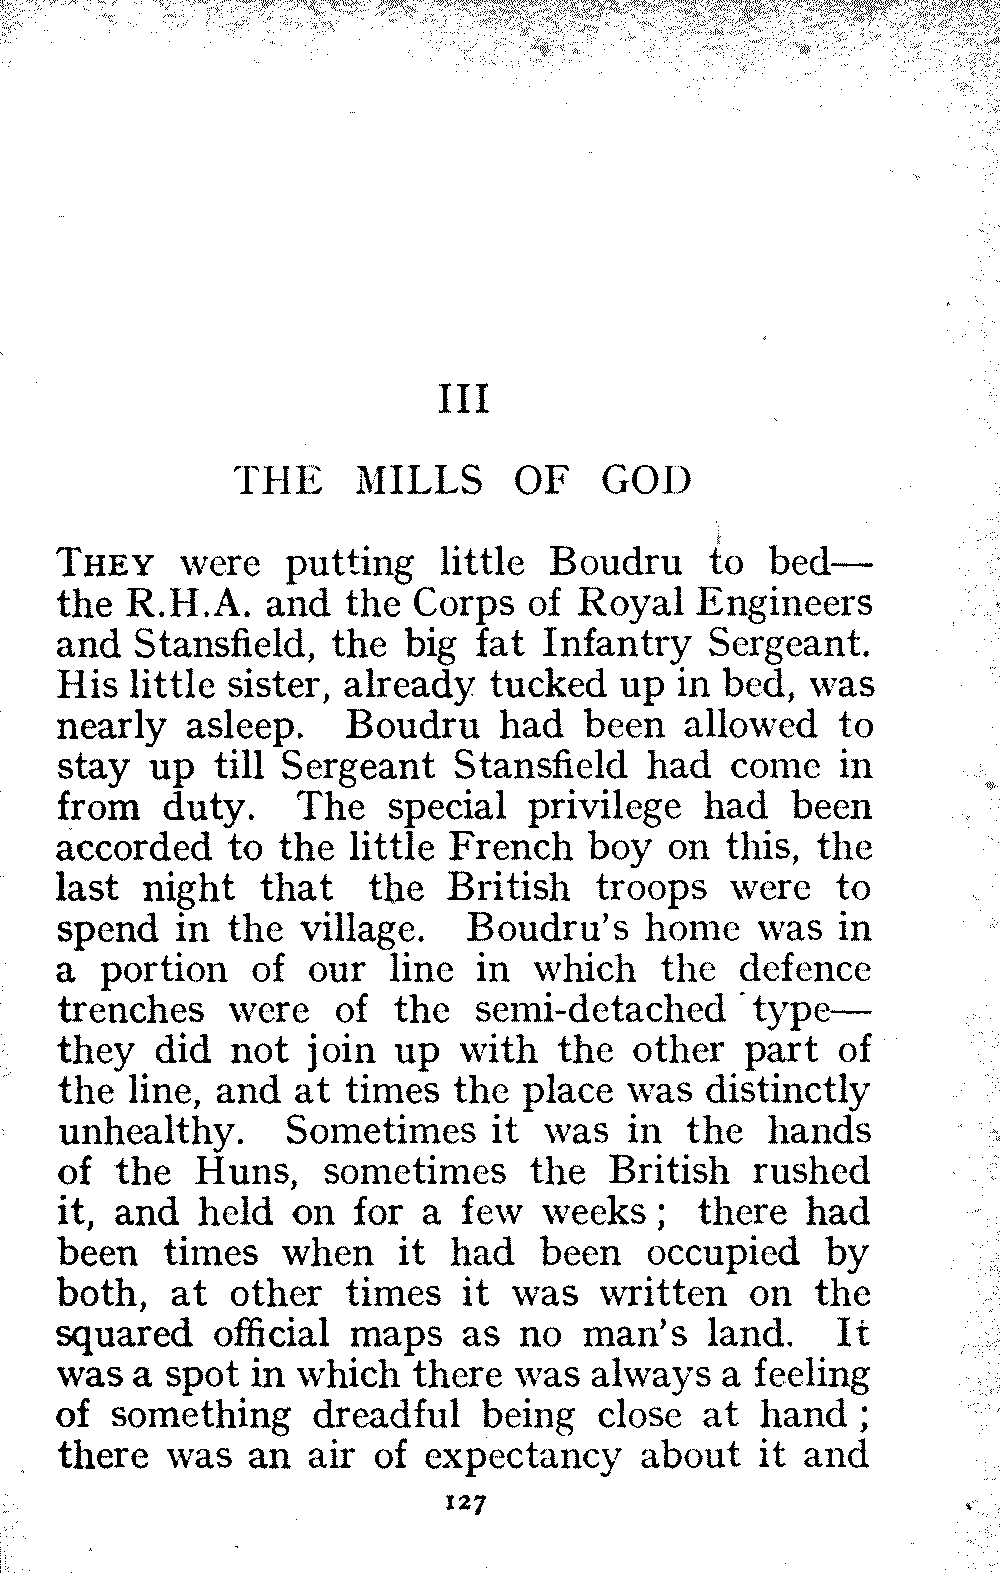 III
THE MILLS OF GOD
THEY were putting little Boudru to bed—
the R.H.A. and the Corps of Royal Engineers
and Stansfield, the big fat Infantry Sergeant.
His little sister, already tucked up in bed, was
nearly asleep. Boudru had been allowed to
stay up till Sergeant Stansfield had come in
from duty. The special privilege had been
accorded to the little French boy on this, the
last night that the British troops were to
spend in the village. Boudru's home was in
a portion of our line in which the defence
trenches were of the semi-detached type—
they did not join up with the other part of
the line, and at times the place was distinctly
unhealthy. Sometimes it was in the hands
of the Huns, sometimes the British rushed
it, and held on for a few weeks; there had
been times when it had been occupied by
both, at other times it was written on the
squared official maps as no man's land. It
was a spot in which there was always a feeling
of something dreadful being close at hand;
there was an air of expectancy about it and
127